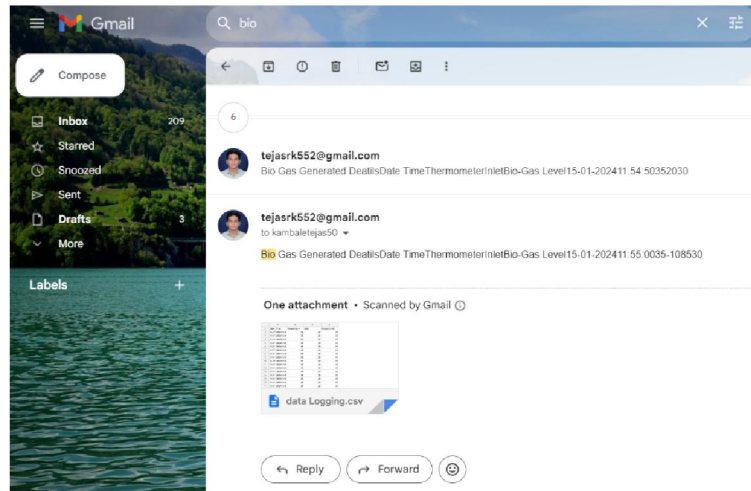 Gmail
bio
Compose
6
Inbox 209
Starred
Snoozed
Sent
Drafts 3
More
Labels
tejasrk552@gmail.com
Bio Gas Generated DeatilsDate TimeThermometerInletBio-Gas Level15-01-202411:54:50352030
tejasrk552@gmail.com
to kambaletejas50
Bio Gas Generated DeatilsDate TimeThermometerInletBio-Gas Level15-01-202411:55:0035-108530
One attachment • Scanned by Gmail
data Logging.csv
Reply
Forward